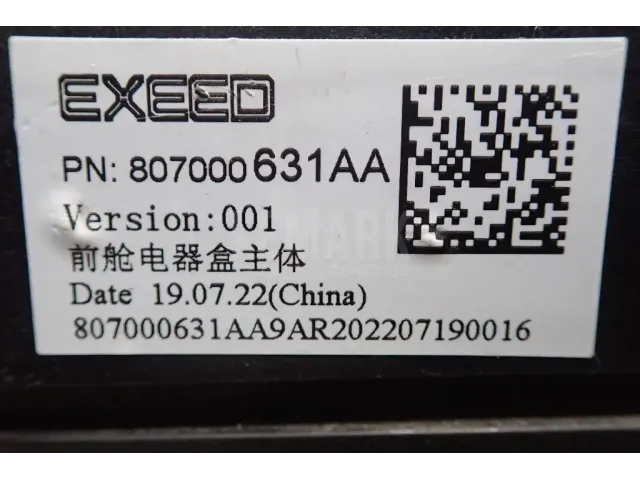 EXEED
PN: 807000631AA
Version:001
前舱电器盒主体
Date 19.07.22(China)
807000631AA9AR202207190016